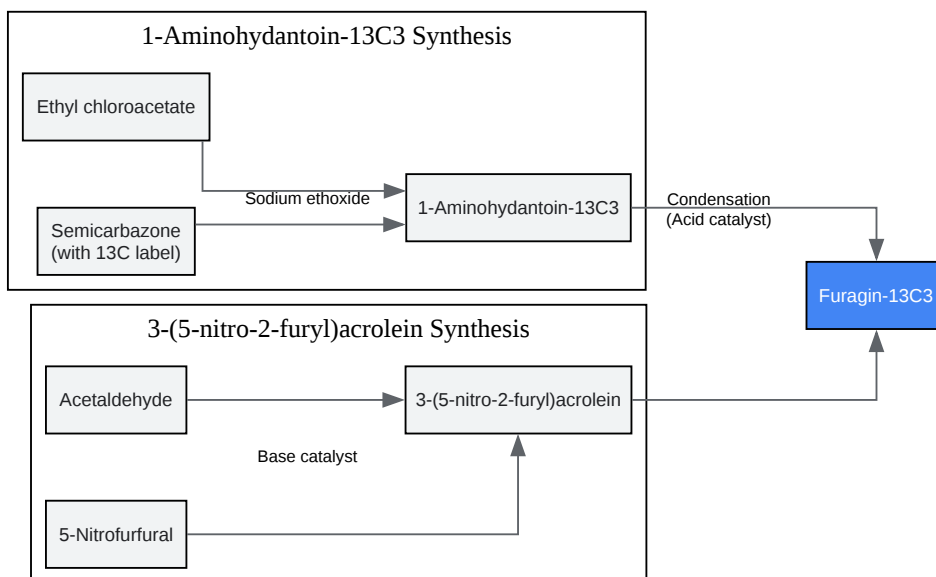 1-Aminohydantoin-13C3 Synthesis
Ethyl chloroacetate
Sodium ethoxide
Semicarbazone
(with 13C label)
1-Aminohydantoin-13C3
Condensation
(Acid catalyst)
Furagin-13C3
3-(5-nitro-2-furyl)acrolein Synthesis
Acetaldehyde
3-(5-nitro-2-furyl)acrolein
Base catalyst
5-Nitrofurfural